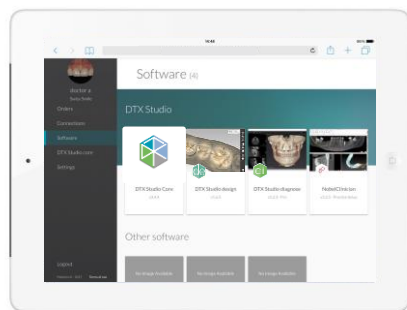 Software (4)
doctor a
Orders
Connections
DTX Studio
Software
DTX Studio core
Settings
DTX Studio Core
DTX Studio design
DTX Studio diagnose
NobelClinician
Other software
Logout
No Image Available
No Image Available
No Image Available